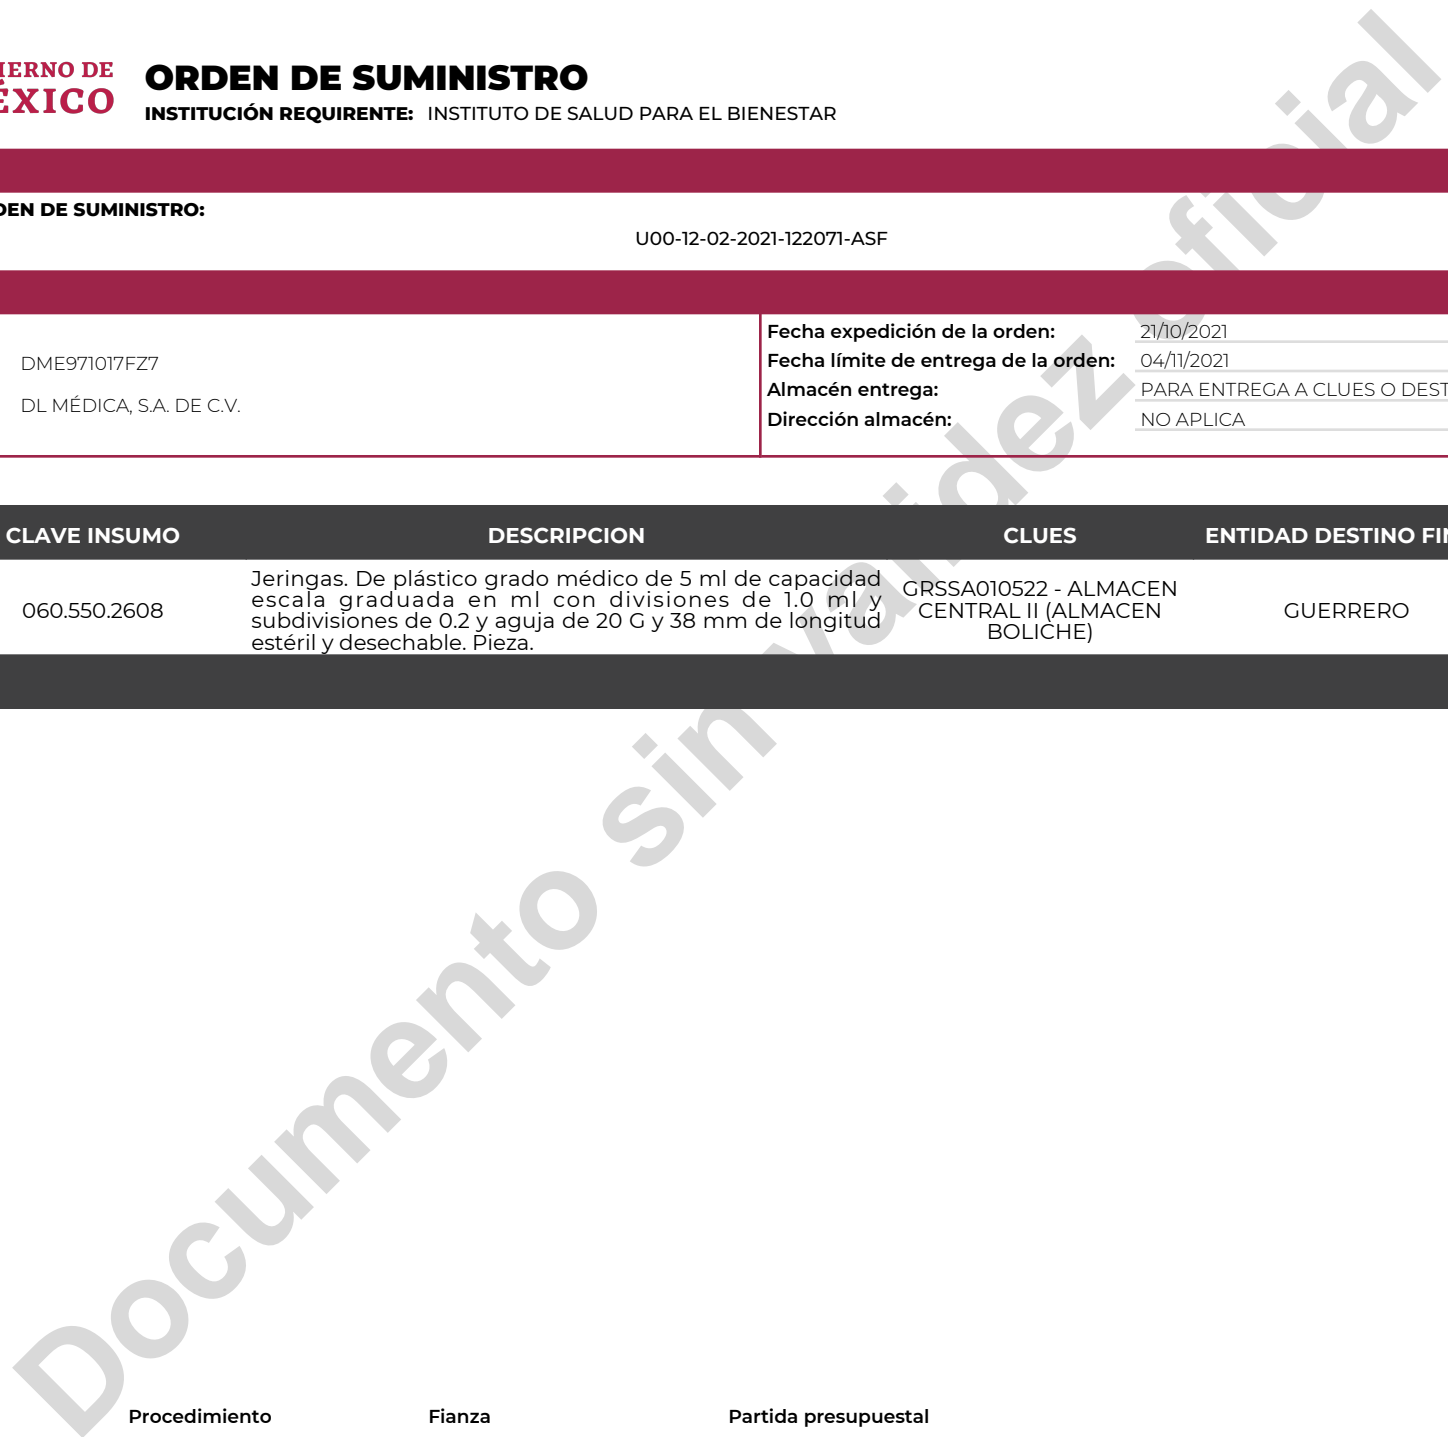 IERNO DE
ÉXICO
ORDEN DE SUMINISTRO
INSTITUCIÓN REQUIRENTE: INSTITUTO DE SALUD PARA EL BIENESTAR
DEN DE SUMINISTRO:
U00-12-02-2021-122071-ASF
DME971017FZ7
DL MÉDICA, S.A. DE C.V.
Fecha expedición de la orden: 21/10/2021
Fecha límite de entrega de la orden: 04/11/2021
Almacén entrega: PARA ENTREGA A CLUES O DEST
Dirección almacén: NO APLICA
CLAVE INSUMO DESCRIPCION CLUES ENTIDAD DESTINO FIN
060.550.2608
Jeringas. De plástico grado médico de 5 ml de capacidad
escala graduada en ml con divisiones de 1.0 ml y
subdivisiones de 0.2 y aguja de 20 G y 38 mm de longitud
estéril y desechable. Pieza.
GRSSA010522 - ALMACEN
CENTRAL II (ALMACEN
BOLICHE)
GUERRERO
Documento sin validez oficial
Procedimiento Fianza Partida presupuestal